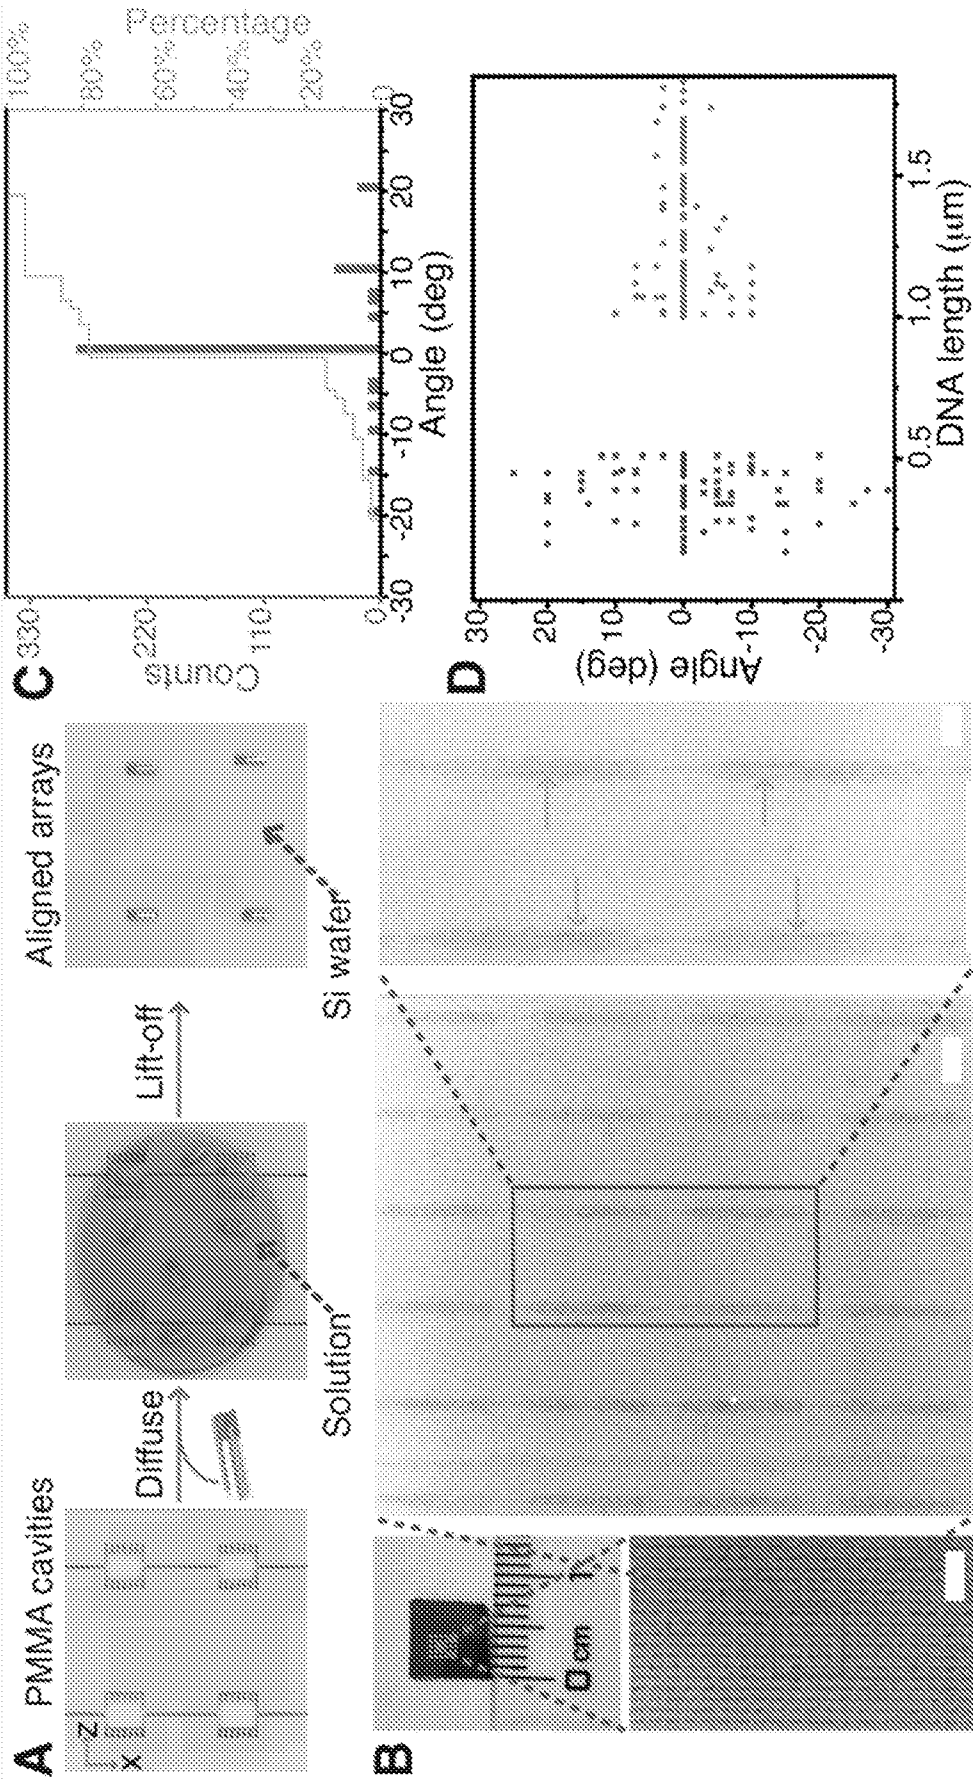 A
PMMA cavities
Diffuse
Lift-off
Aligned arrays
Z
X
Solution
Si wafer
B
0 cm
1
C
Counts
330
220
110
0
-30
-20
-10
0
10
20
30
Angle (deg)
100%
80%
60%
40%
20%
0
Percentage
D
Angle (deg)
30
20
10
0
-10
-20
-30
0.5
1.0
1.5
DNA length (μm)